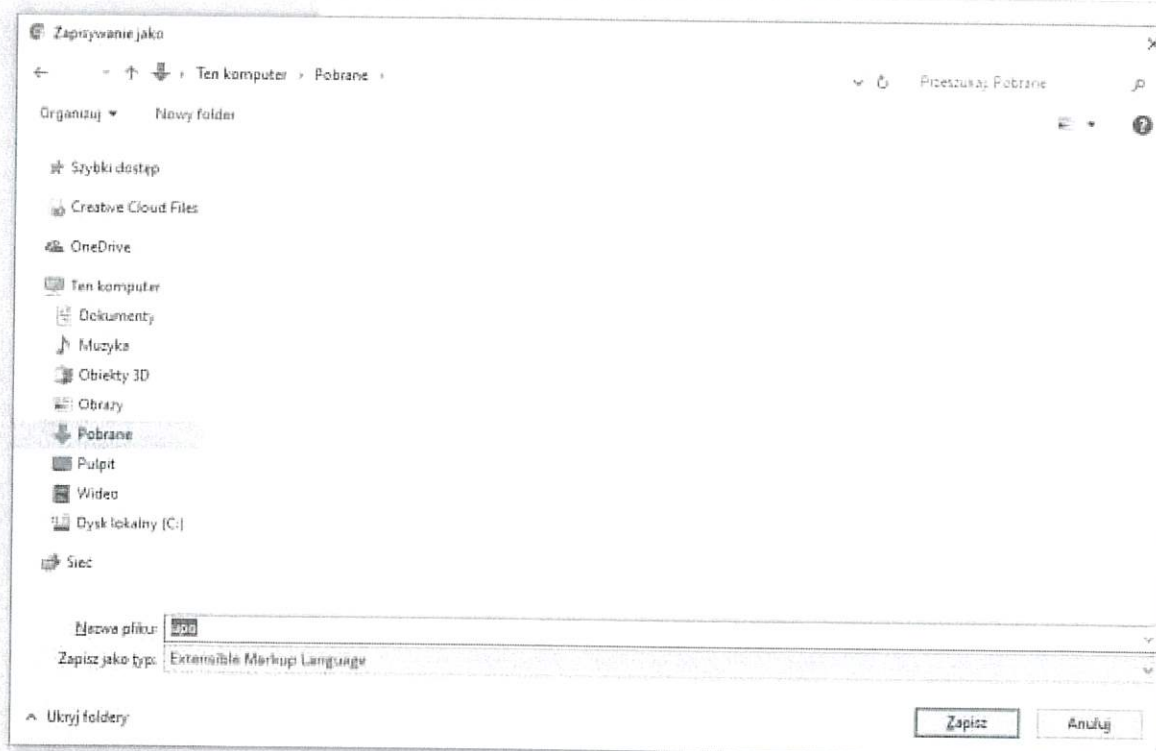 Zapisywanie jako
Ten komputer › Pobrane ›
Przeszukaj: Pobrane
Organizuj
Nowy folder
Szybki dostęp
Creative Cloud Files
OneDrive
Ten komputer
Dokumenty
Muzyka
Obiekty 3D
Obrazy
Pobrane
Pulpit
Wideo
Dysk lokalny (C:)
Sieć
Nazwa pliku:
Zapisz jako typ: Extensible Markup Language
Ukryj foldery
Zapisz
Anuluj